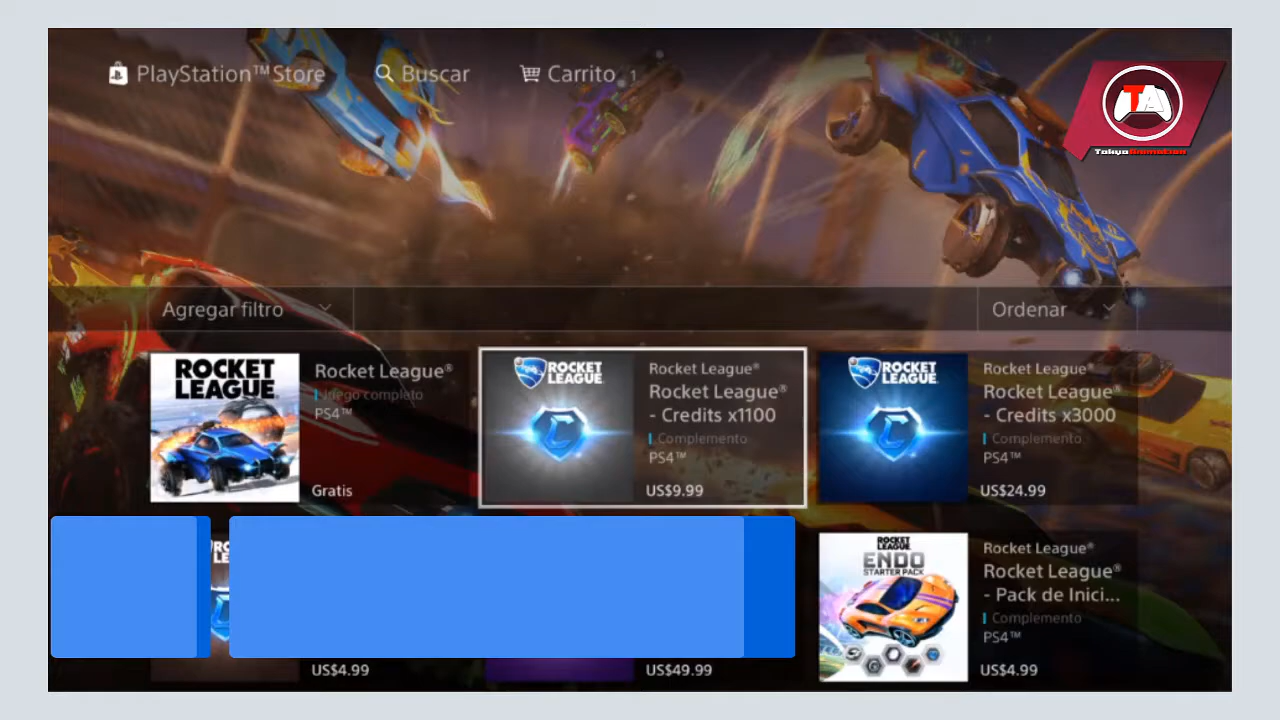 PlayStation™Store
Buscar
Carrito 1
TA
TokyoGamotion
Agregar filtro
Ordenar
ROCKET
LEAGUE
Rocket League®
Juego completo
PS4™
Gratis
ROCKET
LEAGUE
Rocket League®
Rocket League®
- Credits x1100
Complemento
PS4™
US$9.99
ROCKET
LEAGUE
Rocket League®
Rocket League®
- Credits x3000
Complemento
PS4™
US$24.99
US$4.99
US$49.99
ROCKET
LEAGUE
ENDO
STARTER PACK
Rocket League®
Rocket League®
- Pack de Inici...
Complemento
PS4™
US$4.99